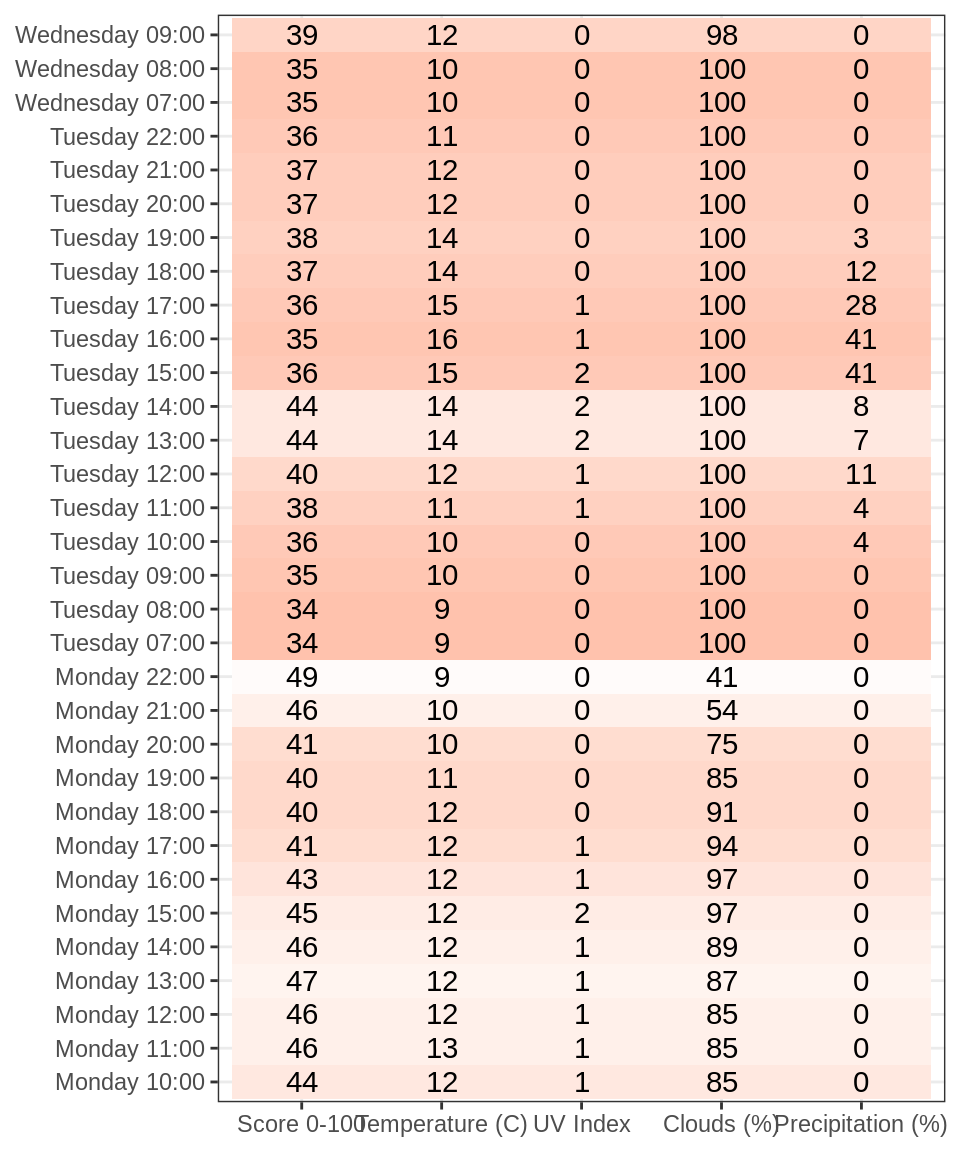 Wednesday 09:00 39 12 0 98 0
Wednesday 08:00 35 10 0 100 0
Wednesday 07:00 35 10 0 100 0
Tuesday 22:00 36 11 0 100 0
Tuesday 21:00 37 12 0 100 0
Tuesday 20:00 37 12 0 100 0
Tuesday 19:00 38 14 0 100 3
Tuesday 18:00 37 14 0 100 12
Tuesday 17:00 36 15 1 100 28
Tuesday 16:00 35 16 1 100 41
Tuesday 15:00 36 15 2 100 41
Tuesday 14:00 44 14 2 100 8
Tuesday 13:00 44 14 2 100 7
Tuesday 12:00 40 12 1 100 11
Tuesday 11:00 38 11 1 100 4
Tuesday 10:00 36 10 0 100 4
Tuesday 09:00 35 10 0 100 0
Tuesday 08:00 34 9 0 100 0
Tuesday 07:00 34 9 0 100 0
Monday 22:00 49 9 0 41 0
Monday 21:00 46 10 0 54 0
Monday 20:00 41 10 0 75 0
Monday 19:00 40 11 0 85 0
Monday 18:00 40 12 0 91 0
Monday 17:00 41 12 1 94 0
Monday 16:00 43 12 1 97 0
Monday 15:00 45 12 2 97 0
Monday 14:00 46 12 1 89 0
Monday 13:00 47 12 1 87 0
Monday 12:00 46 12 1 85 0
Monday 11:00 46 13 1 85 0
Monday 10:00 44 12 1 85 0
Score 0-100 Temperature (C) UV Index Clouds (%) Precipitation (%)